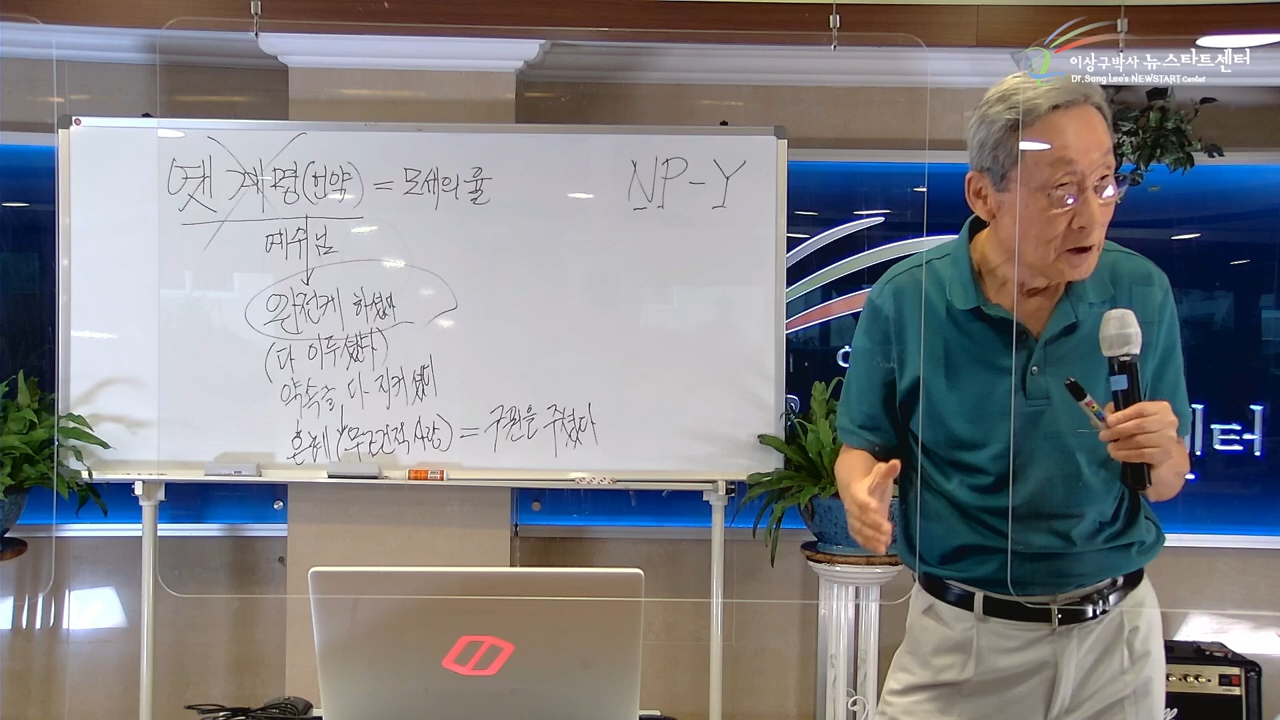 이상구박사 뉴스타트센터
Dr. Sang Lee's NEWSTART Center
옛 계명(언약) = 모세의 율
NP-Y
예수님
완전케 하셨다
(다 이루셨다)
약속을 다 지키셨다
은혜 (무조건적 사랑) = 구원을 주셨다
센터